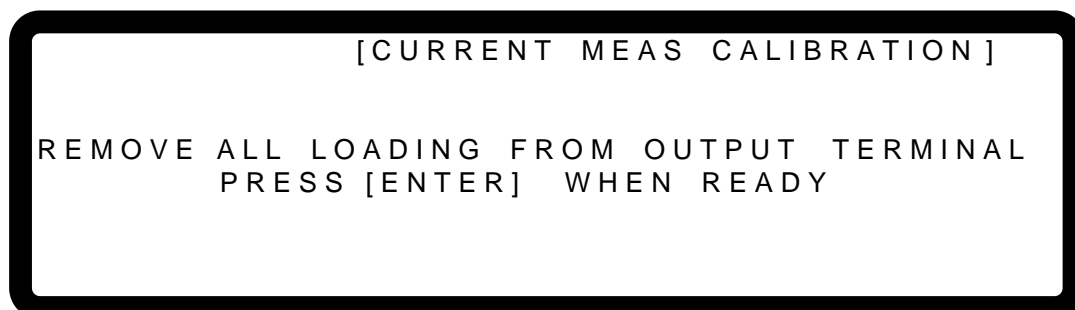 [CURRENT MEAS CALIBRATION]
REMOVE ALL LOADING FROM OUTPUT TERMINAL
PRESS [ENTER] WHEN READY